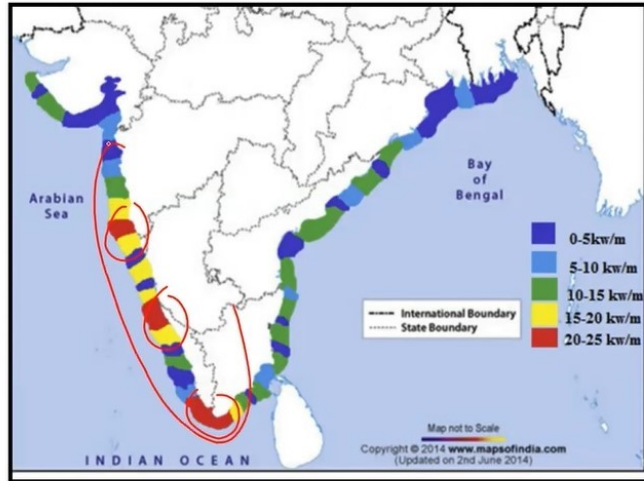 Arabian
Sea
Bay
of
Bengal
0-5kw/m
5-10 kw/m
10-15 kw/m
15-20 kw/m
20-25 kw/m
International Boundary
State Boundary
Map not to Scale
Copyright © 2014 www.mapsofindia.com
(Updated on 2nd June 2014)
INDIAN OCEAN